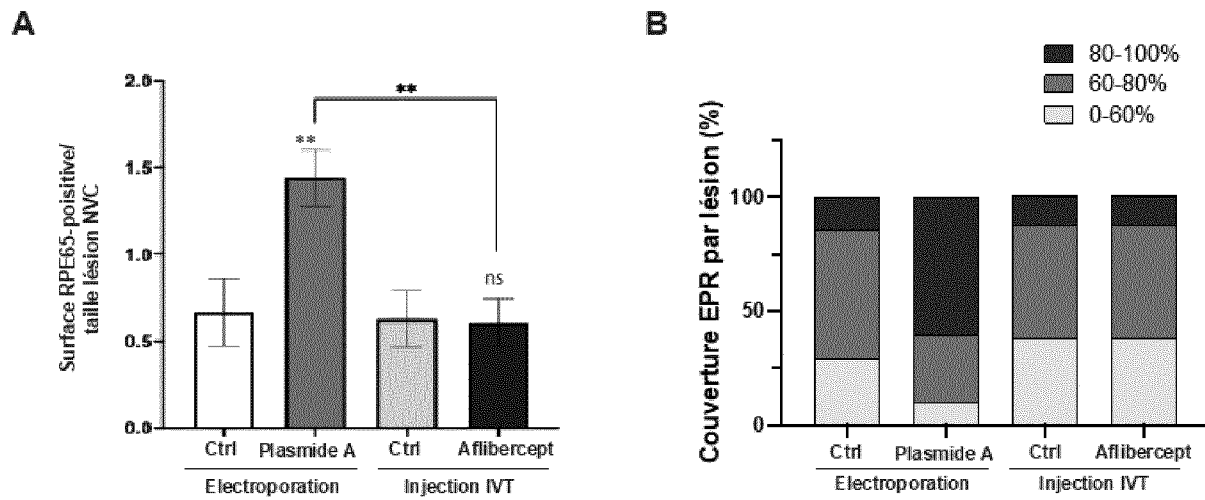 A
Surface RPE65-poisitive/
taille lésion NVC
2.0
1.5
1.0
0.5
0.0
**
**
ns
Ctrl
Plasmide A
Ctrl
Aflibercept
Electroporation
Injection IVT
B
80-100%
60-80%
0-60%
Couverture EPR par lésion (%)
100
50
0
Ctrl
Plasmide A
Ctrl
Aflibercept
Electroporation
Injection IVT